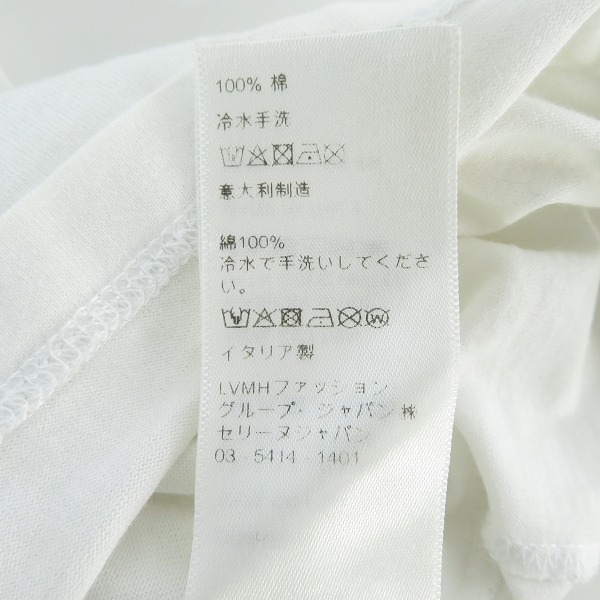 100% 棉
冷水手洗
意大利制造
綿100%
冷水で手洗いしてくださ
い。
イタリア製
LVMHファッション
グループ・ジャパン㈱
セリーヌジャパン
03-5414-1401